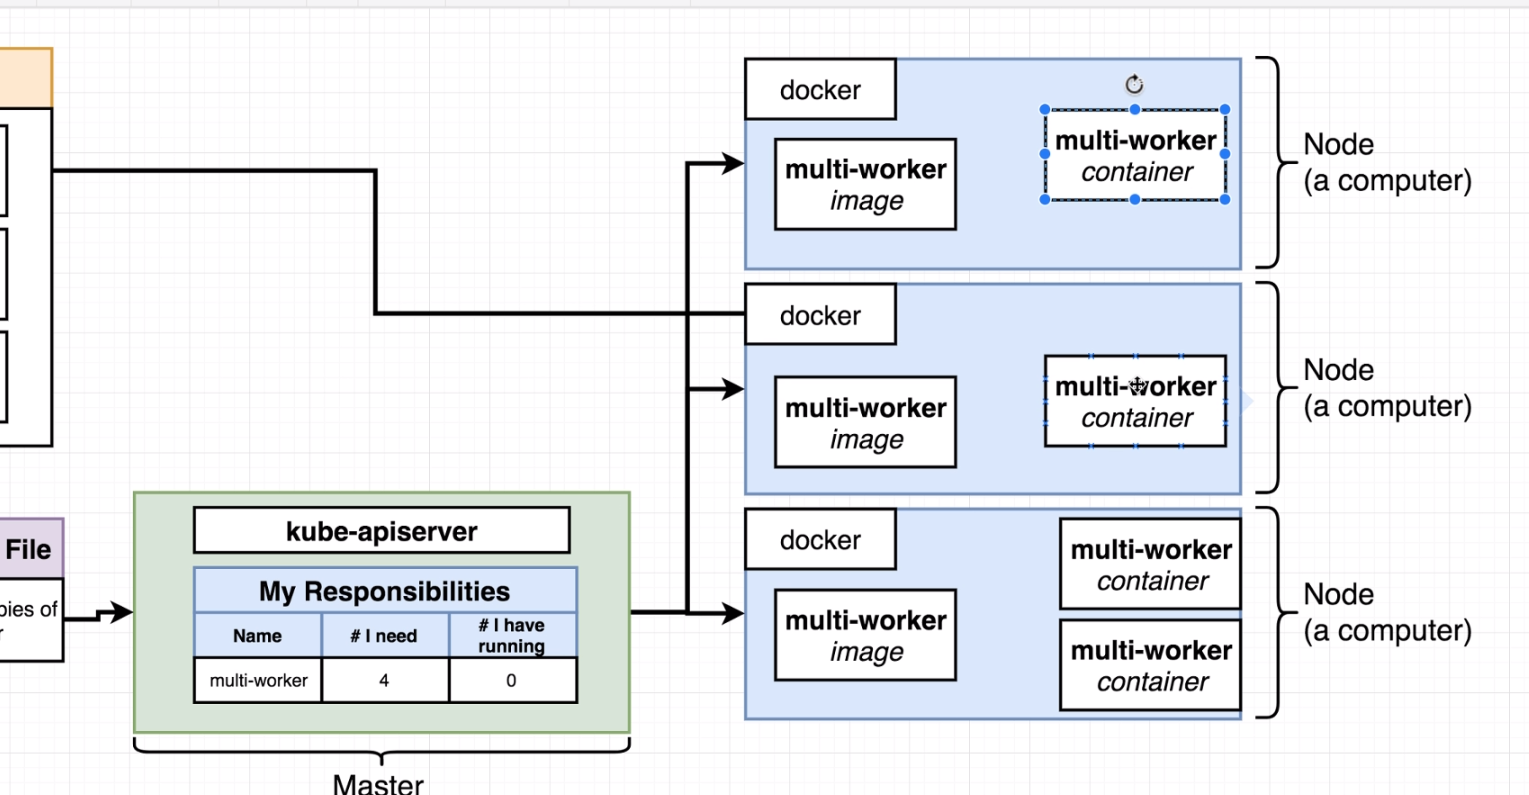 docker
multi-worker
image
multi-worker
container
Node
(a computer)
docker
multi-worker
image
multi-worker
container
Node
(a computer)
docker
multi-worker
image
multi-worker
container
multi-worker
container
Node
(a computer)
File
of
kube-apiserver
My Responsibilities
Name
# I need
# I have
running
multi-worker
4
0
Master